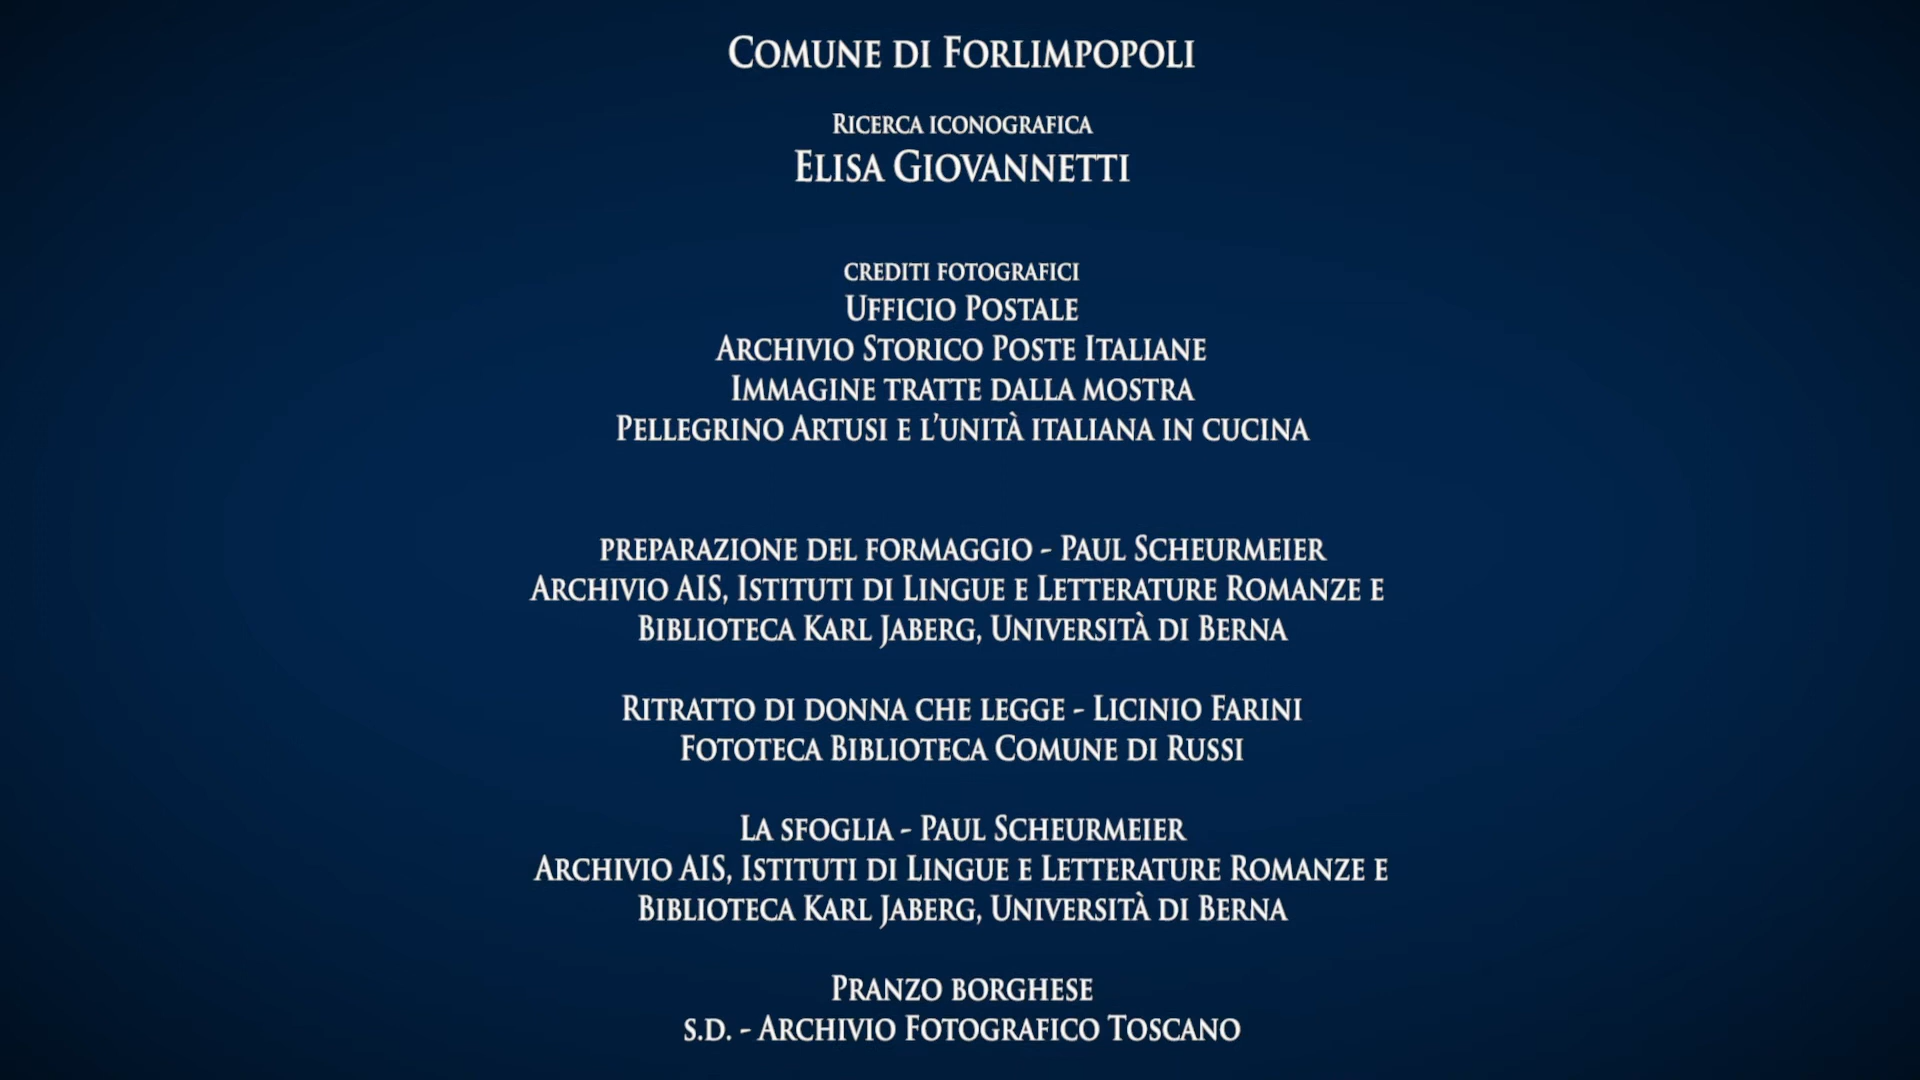 Comune di Forlimpopoli
Ricerca iconografica
Elisa Giovannetti
crediti fotografici
Ufficio Postale
Archivio Storico Poste Italiane
Immagine tratte dalla mostra
Pellegrino Artusi e l'unità italiana in cucina
preparazione del formaggio - Paul Scheurmeier
Archivio AIS, Istituti di Lingue e Letterature Romanze e
Biblioteca Karl Jaberg, Università di Berna
Ritratto di donna che legge - Licinio Farini
Fototeca Biblioteca Comune di Russi
La sfoglia - Paul Scheurmeier
Archivio AIS, Istituti di Lingue e Letterature Romanze e
Biblioteca Karl Jaberg, Università di Berna
Pranzo borghese
s.d. - Archivio Fotografico Toscano